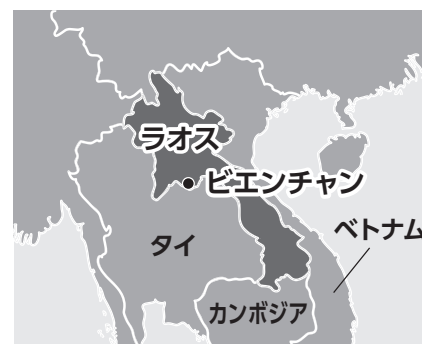 ラオス
ビエンチャン
タイ
ベトナム
カンボジア